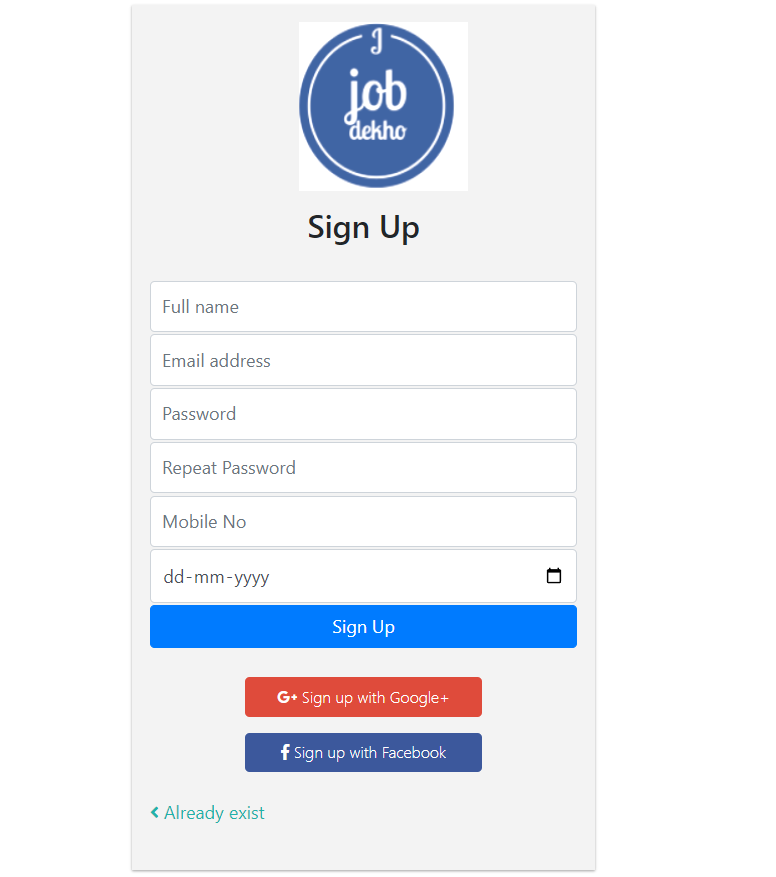 J
job
dekho
Sign Up
Full name
Email address
Password
Repeat Password
Mobile No
dd-mm-yyyy
Sign Up
G+ Sign up with Google+
f Sign up with Facebook
Already exist